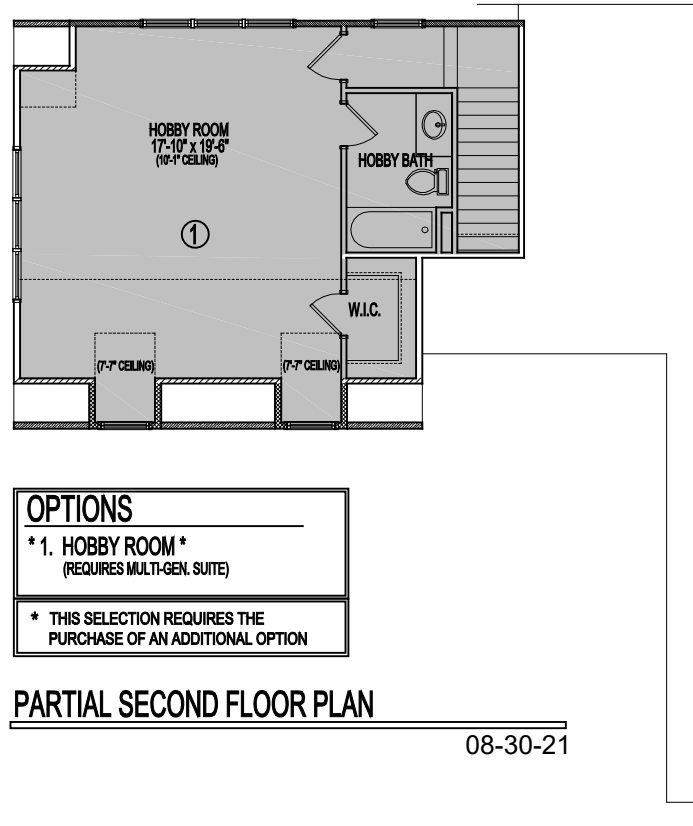 HOBBY ROOM
17'-10" x 19'-6"
(10'-1" CEILING)
HOBBY BATH
1
W.I.C.
(7'-7" CEILING)
(7'-7" CEILING)
OPTIONS
* 1. HOBBY ROOM *
(REQUIRES MULTI-GEN. SUITE)
* THIS SELECTION REQUIRES THE
PURCHASE OF AN ADDITIONAL OPTION
PARTIAL SECOND FLOOR PLAN
08-30-21